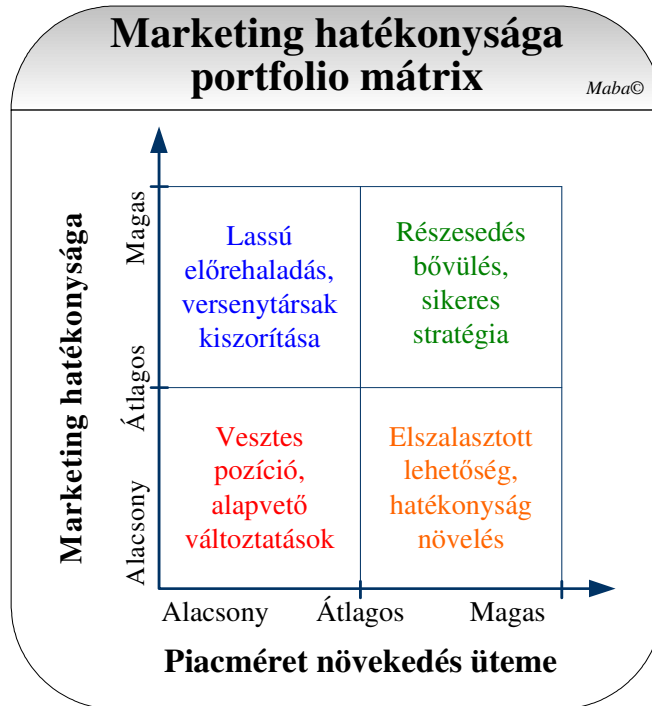 Marketing hatékonysága
portfolio mátrix
Maba©
Marketing hatékonysága
Magas
Átlagos
Alacsony
Lassú
előrehaladás,
versenytársak
kiszorítása
Részesedés
bővülés,
sikeres
stratégia
Vesztes
pozíció,
alapvető
változtatások
Elszalasztott
lehetőség,
hatékonyság
növelés
Alacsony
Átlagos
Magas
Piacméret növekedés üteme